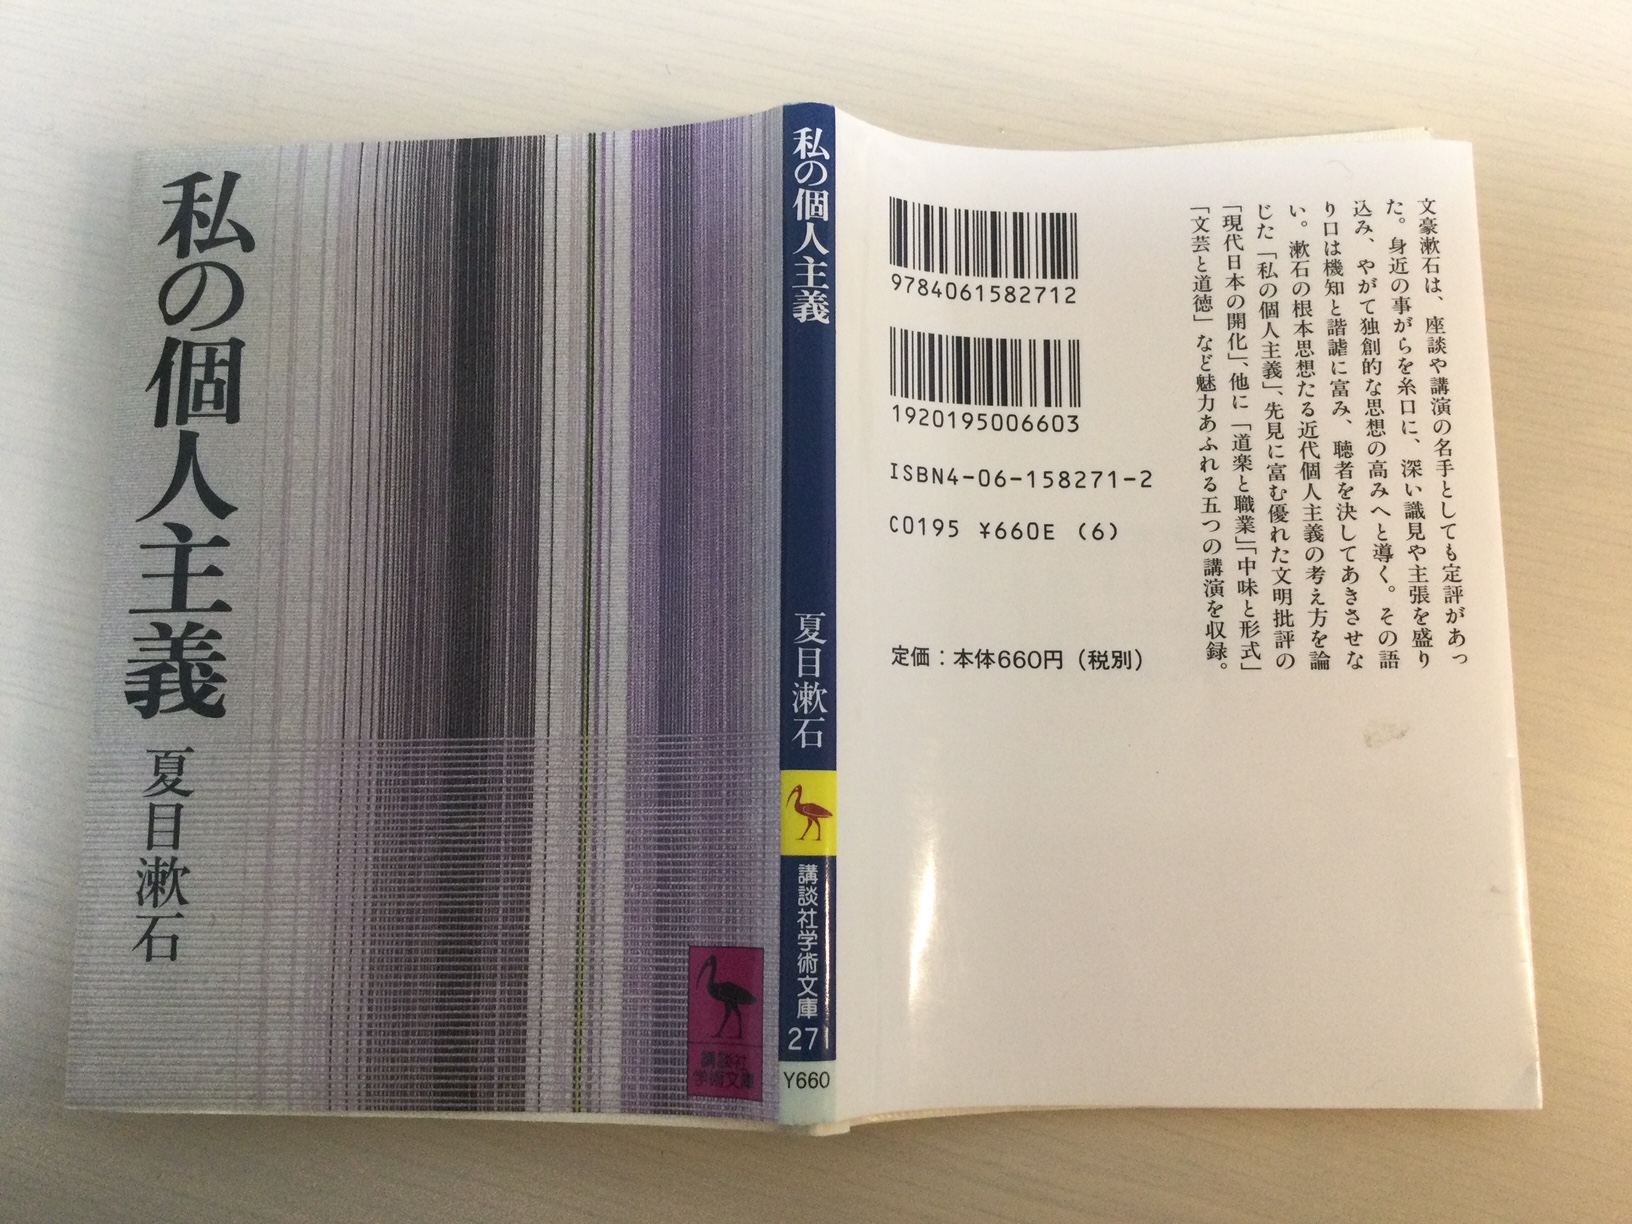 私の個人主義
夏目漱石
講談社
学術文庫
私の個人主義
夏目漱石
講談社学術文庫
271
Y660
9784061582712
1920195006603
ISBN4-06-158271-2
C0195 ¥660E (6)
定価：本体660円（税別）
文豪漱石は、座談や講演の名手としても定評があっ
た。身近の事がらを糸口に、深い識見や主張を盛り
込み、やがて独創的な思想の高みへと導く。その語
り口は機知と諧謔に富み、聴者を決してあきさせな
い。漱石の根本思想たる近代個人主義の考え方を論
じた「私の個人主義」、先見に富む優れた文明批評の
「現代日本の開化」、他に「道楽と職業」「中味と形式」
「文芸と道徳」など魅力あふれる五つの講演を収録。